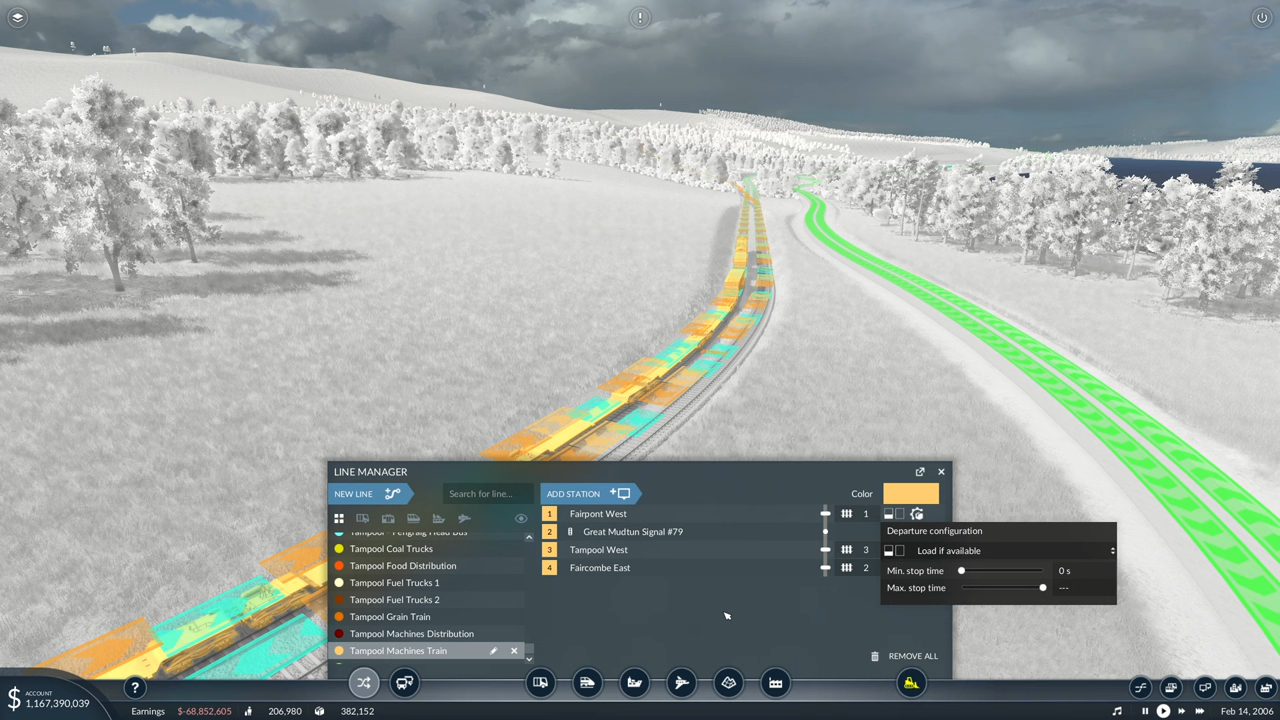 LINE MANAGER
NEW LINE
Search for line...
ADD STATION
Color
1 Fairpont West 1
2 Great Mudtun Signal #79
3 Tampool West 3
4 Faircombe East 2
Departure configuration
Load if available
Min. stop time 0 s
Max. stop time ---
Tampool Coal Trucks
Tampool Food Distribution
Tampool Fuel Trucks 1
Tampool Fuel Trucks 2
Tampool Grain Train
Tampool Machines Distribution
Tampool Machines Train
REMOVE ALL
$ ACCOUNT
1,167,390,039
?
Earnings $-68,852,605 206,980 382,152
Feb 14, 2006